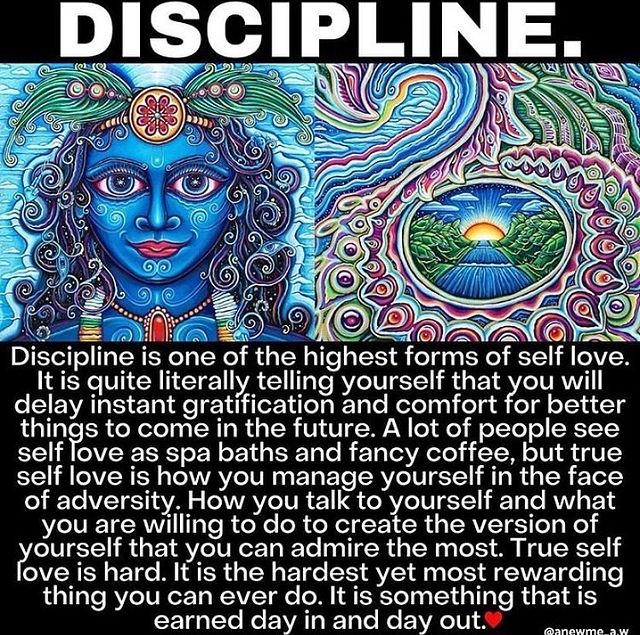 DISCIPLINE.
Discipline is one of the highest forms of self love.
It is quite literally telling yourself that you will
delay instant gratification and comfort for better
things to come in the future. A lot of people see
self love as spa baths and fancy coffee, but true
self love is how you manage yourself in the face
of adversity. How you talk to yourself and what
you are willing to do to create the version of
yourself that you can admire the most. True self
love is hard. It is the hardest yet most rewarding
thing you can ever do. It is something that is
earned day in and day out.❤️
@anewme_a.w